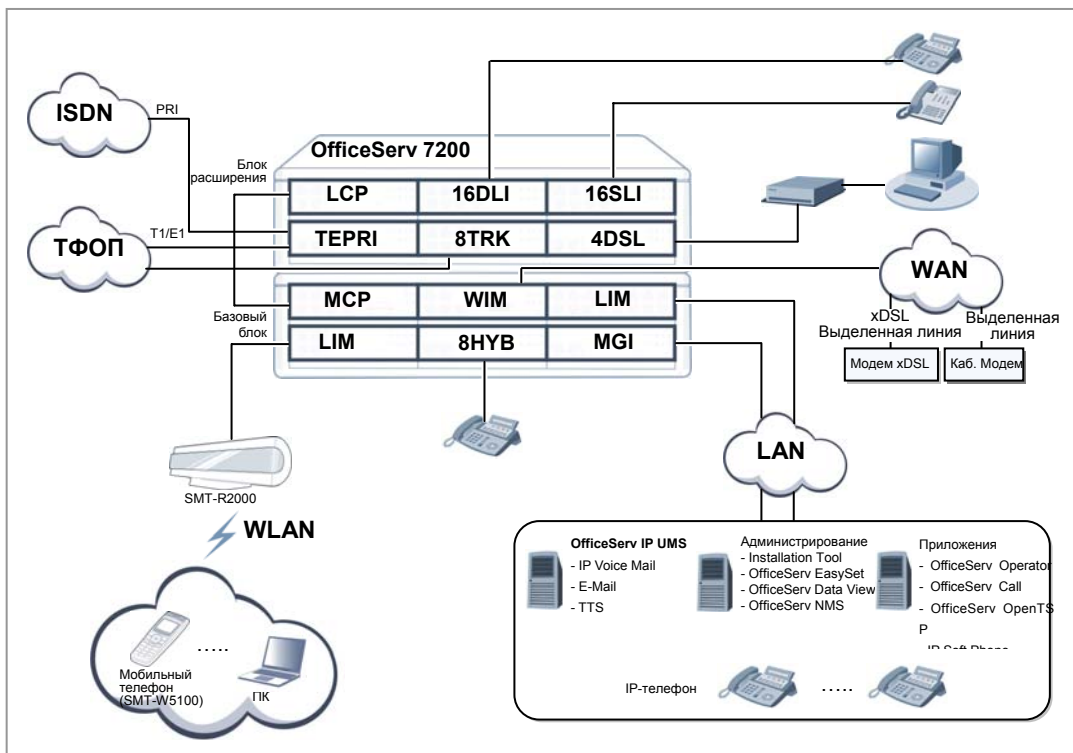 ISDN
PRI
OfficeServ 7200
Блок
расширения
LCP
16DLI
16SLI
TEPRI
8TRK
4DSL
ТФОП
T1/E1
MCP
WIM
LIM
Базовый
блок
LIM
8HYB
MGI
WAN
xDSL
Выделенная линия
Выделенная
линия
Модем xDSL
Каб. Модем
LAN
SMT-R2000
WLAN
Мобильный
телефон
(SMT-W5100)
.....
ПК
OfficeServ IP UMS
- IP Voice Mail
- E-Mail
- TTS
Администрирование
- Installation Tool
- OfficeServ EasySet
- OfficeServ Data View
- OfficeServ NMS
Приложения
- OfficeServ Operator
- OfficeServ Call
- OfficeServ OpenTS
P
IP Soft Phone
IP-телефон
.....